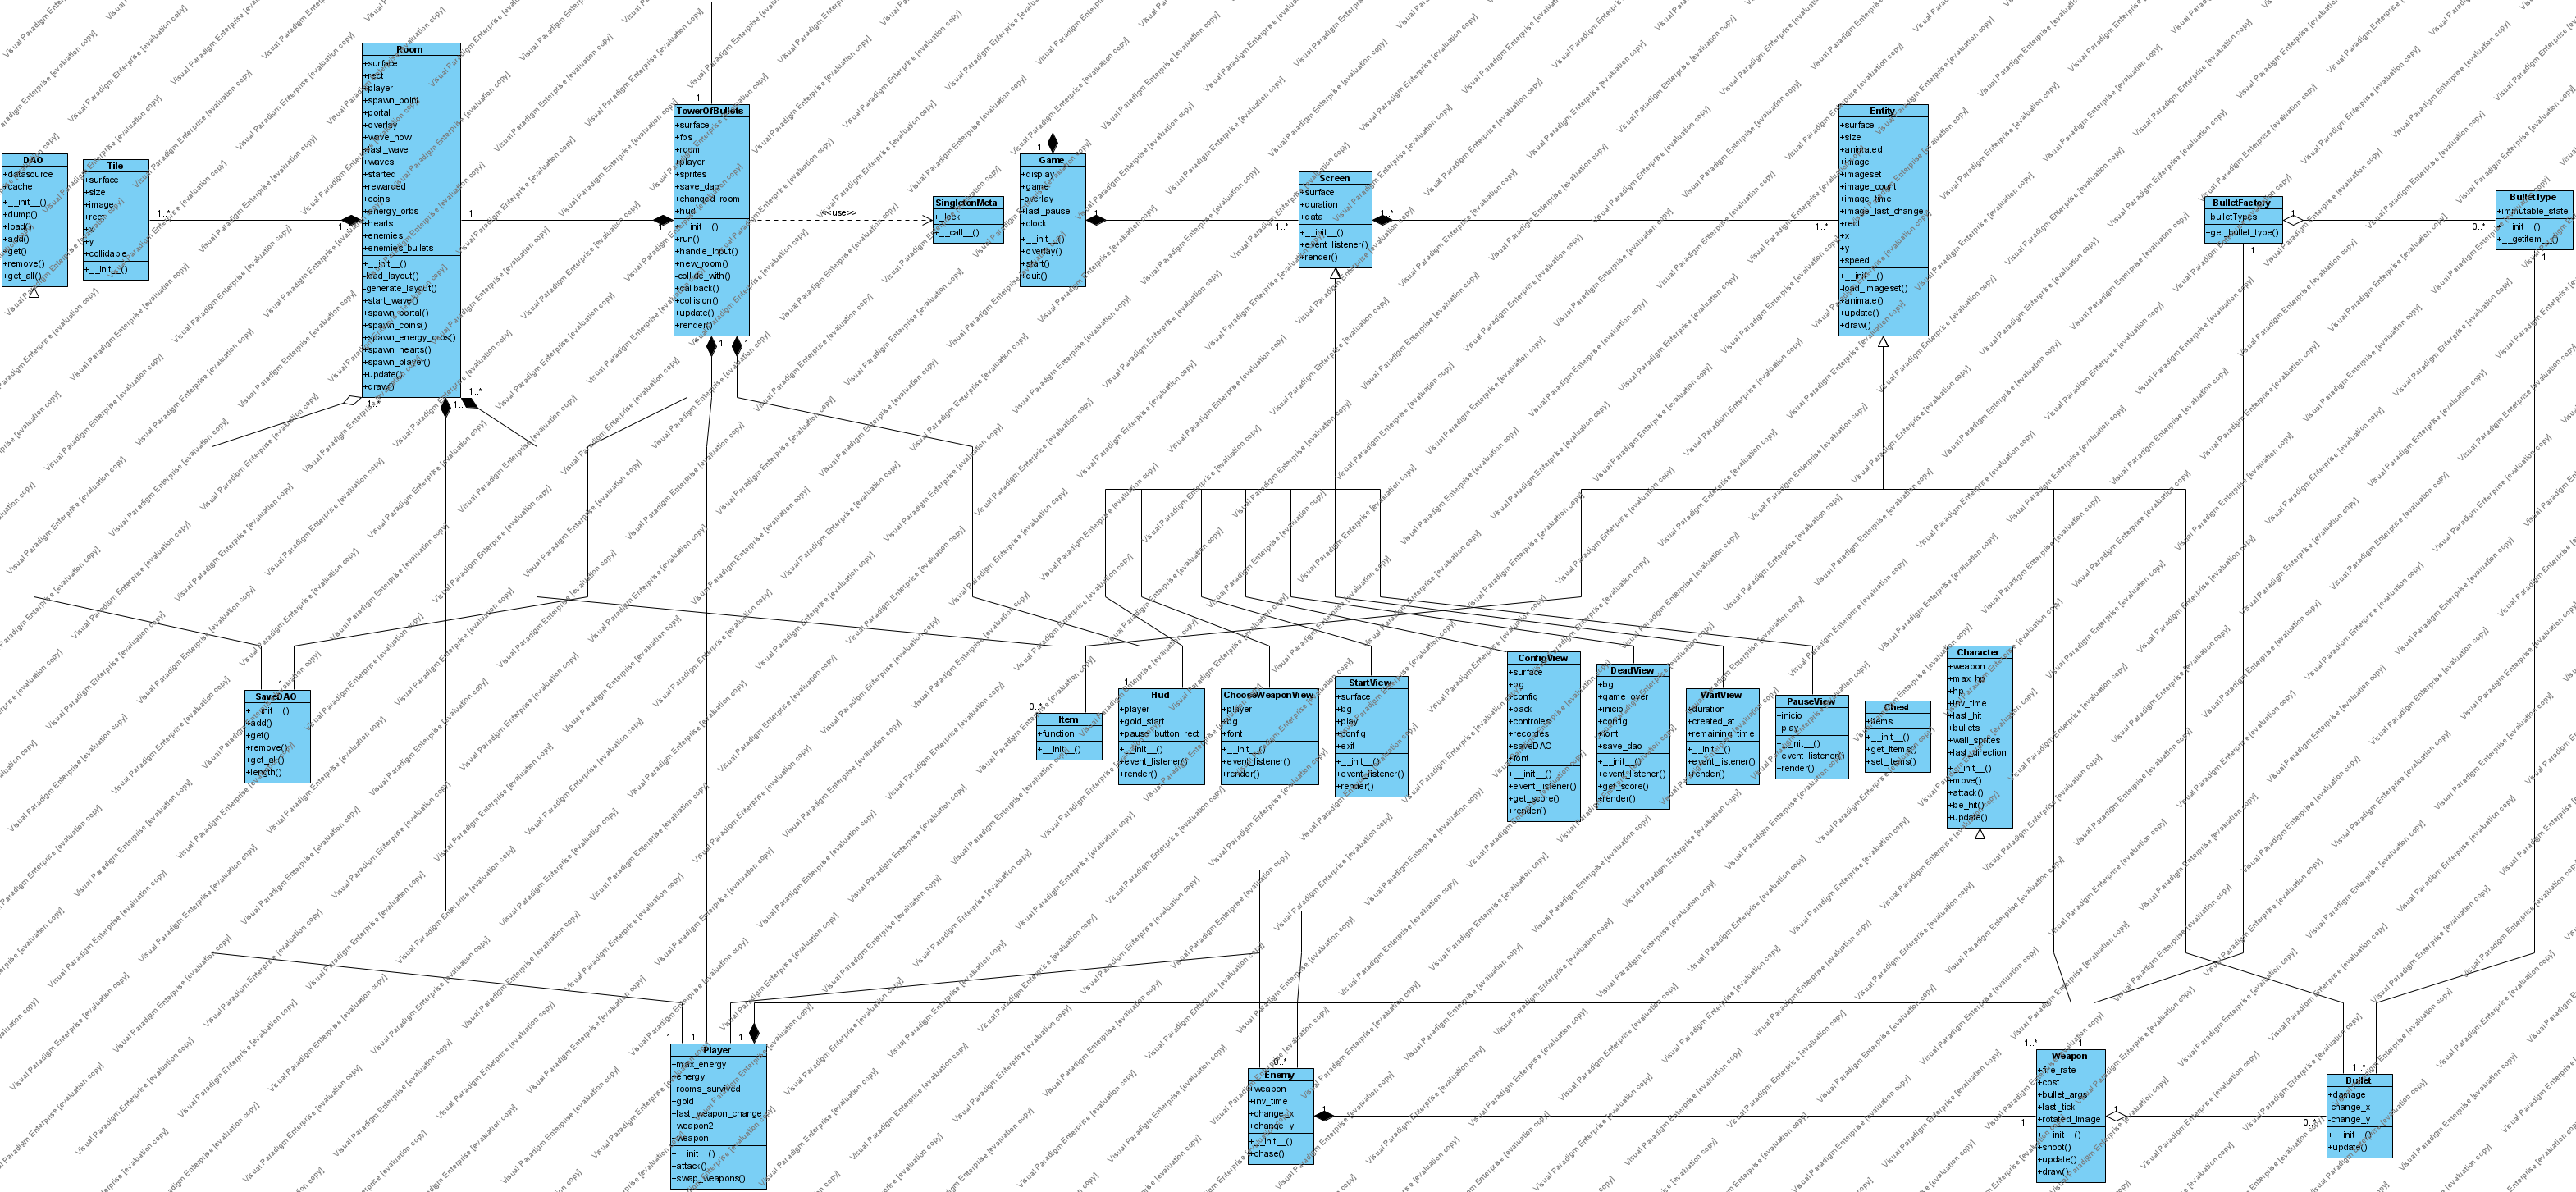 Visual Paradigm Enterprise [evaluation copy]
DAO
+datasource
+cache
+__init__()
+dump()
+load()
+add()
+get()
+remove()
+get_all()
Tile
+surface
+size
+image
+rect
+x
+y
+collidable
+__init__()
1..*
1..*
Room
+surface
+rect
+player
+spawn_point
+portal
+overlay
+wave_now
+last_wave
+waves
+started
+rewarded
+coins
+energy_orbs
+hearts
+enemies
+enemies_bullets
+__init__()
-load_layout()
-generate_layout()
+start_wave()
+spawn_portal()
+spawn_coins()
+spawn_energy_orbs()
+spawn_hearts()
+spawn_player()
+update()
+draw()
1..*
1..*
1..*
1
1
1
TowerOfBullets
+surface
+fps
+room
+player
+sprites
+save_dao
+changed_room
+hud
+__init__()
+run()
+handle_input()
+new_room()
-collide_with()
+callback()
+collision()
+update()
+render()
1
1
1
<<use>>
SingletonMeta
+_lock
+__call__()
1
Game
+display
+game
-overlay
+last_pause
+clock
+__init__()
+overlay()
+start()
+quit()
1
1..*
Screen
+surface
+duration
+data
+__init__()
+event_listener()
+render()
1..*
1..*
Entity
+surface
+size
+animated
+image
+imageset
+image_count
+image_time
+image_last_change
+rect
+x
+y
+speed
+__init__()
-load_imageset()
+animate()
+update()
+draw()
BulletFactory
+bulletTypes
+get_bullet_type()
1
0..*
1
BulletType
+immutable_state
+__init__()
+__getitem__()
1
1
SaveDAO
+__init__()
+add()
+get()
+remove()
+get_all()
+length()
0..*
Item
+function
+__init__()
1
Hud
+player
+gold_start
+pause_button_rect
+__init__()
+event_listener()
+render()
ChooseWeaponView
+player
+bg
+font
+__init__()
+event_listener()
+render()
StartView
+surface
+bg
+play
+config
+exit
+__init__()
+event_listener()
+render()
ConfigView
+surface
+bg
+config
+back
+controles
+recordes
+saveDAO
+font
+__init__()
+event_listener()
+get_score()
+render()
DeadView
+bg
+game_over
+inicio
+config
+font
+save_dao
+__init__()
+event_listener()
+get_score()
+render()
WaitView
+duration
+created_at
+remaining_time
+__init__()
+event_listener()
+render()
PauseView
+inicio
+play
+__init__()
+event_listener()
+render()
Chest
+items
+__init__()
+get_items()
+set_items()
Character
+weapon
+max_hp
+hp
+inv_time
+last_hit
+bullets
+wall_sprites
+last_direction
+__init__()
+move()
+attack()
+be_hit()
+update()
1
1
1
Player
+max_energy
+energy
+rooms_survived
+gold
+last_weapon_change
+weapon2
+weapon
+__init__()
+attack()
+swap_weapons()
0..*
Enemy
+weapon
+inv_time
+change_x
+change_y
+__init__()
+chase()
1
1
1..*
1
Weapon
+fire_rate
+cost
+bullet_args
+last_tick
+rotated_image
+__init__()
+shoot()
+update()
+draw()
1
0..*
1..*
Bullet
+damage
-change_x
-change_y
+__init__()
+update()